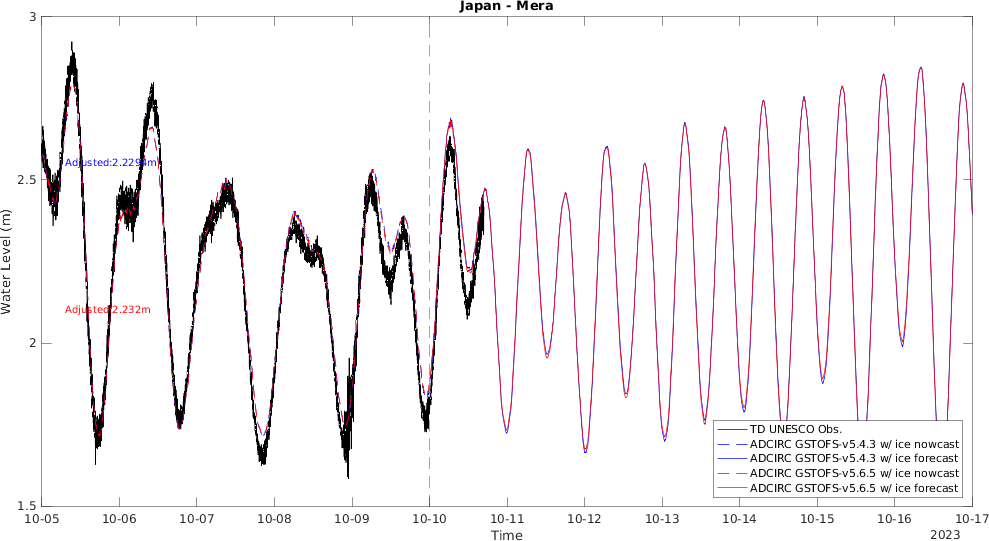 Japan - Mera
Water Level (m)
3
2.5
2
1.5
Adjusted:2.2294m
Adjusted:2.232m
TD UNESCO Obs.
ADCIRC GSTOFS-v5.4.3 w/ ice nowcast
ADCIRC GSTOFS-v5.4.3 w/ ice forecast
ADCIRC GSTOFS-v5.6.5 w/ ice nowcast
ADCIRC GSTOFS-v5.6.5 w/ ice forecast
10-05 10-06 10-07 10-08 10-09 10-10 10-11 10-12 10-13 10-14 10-15 10-16 10-17
Time
2023